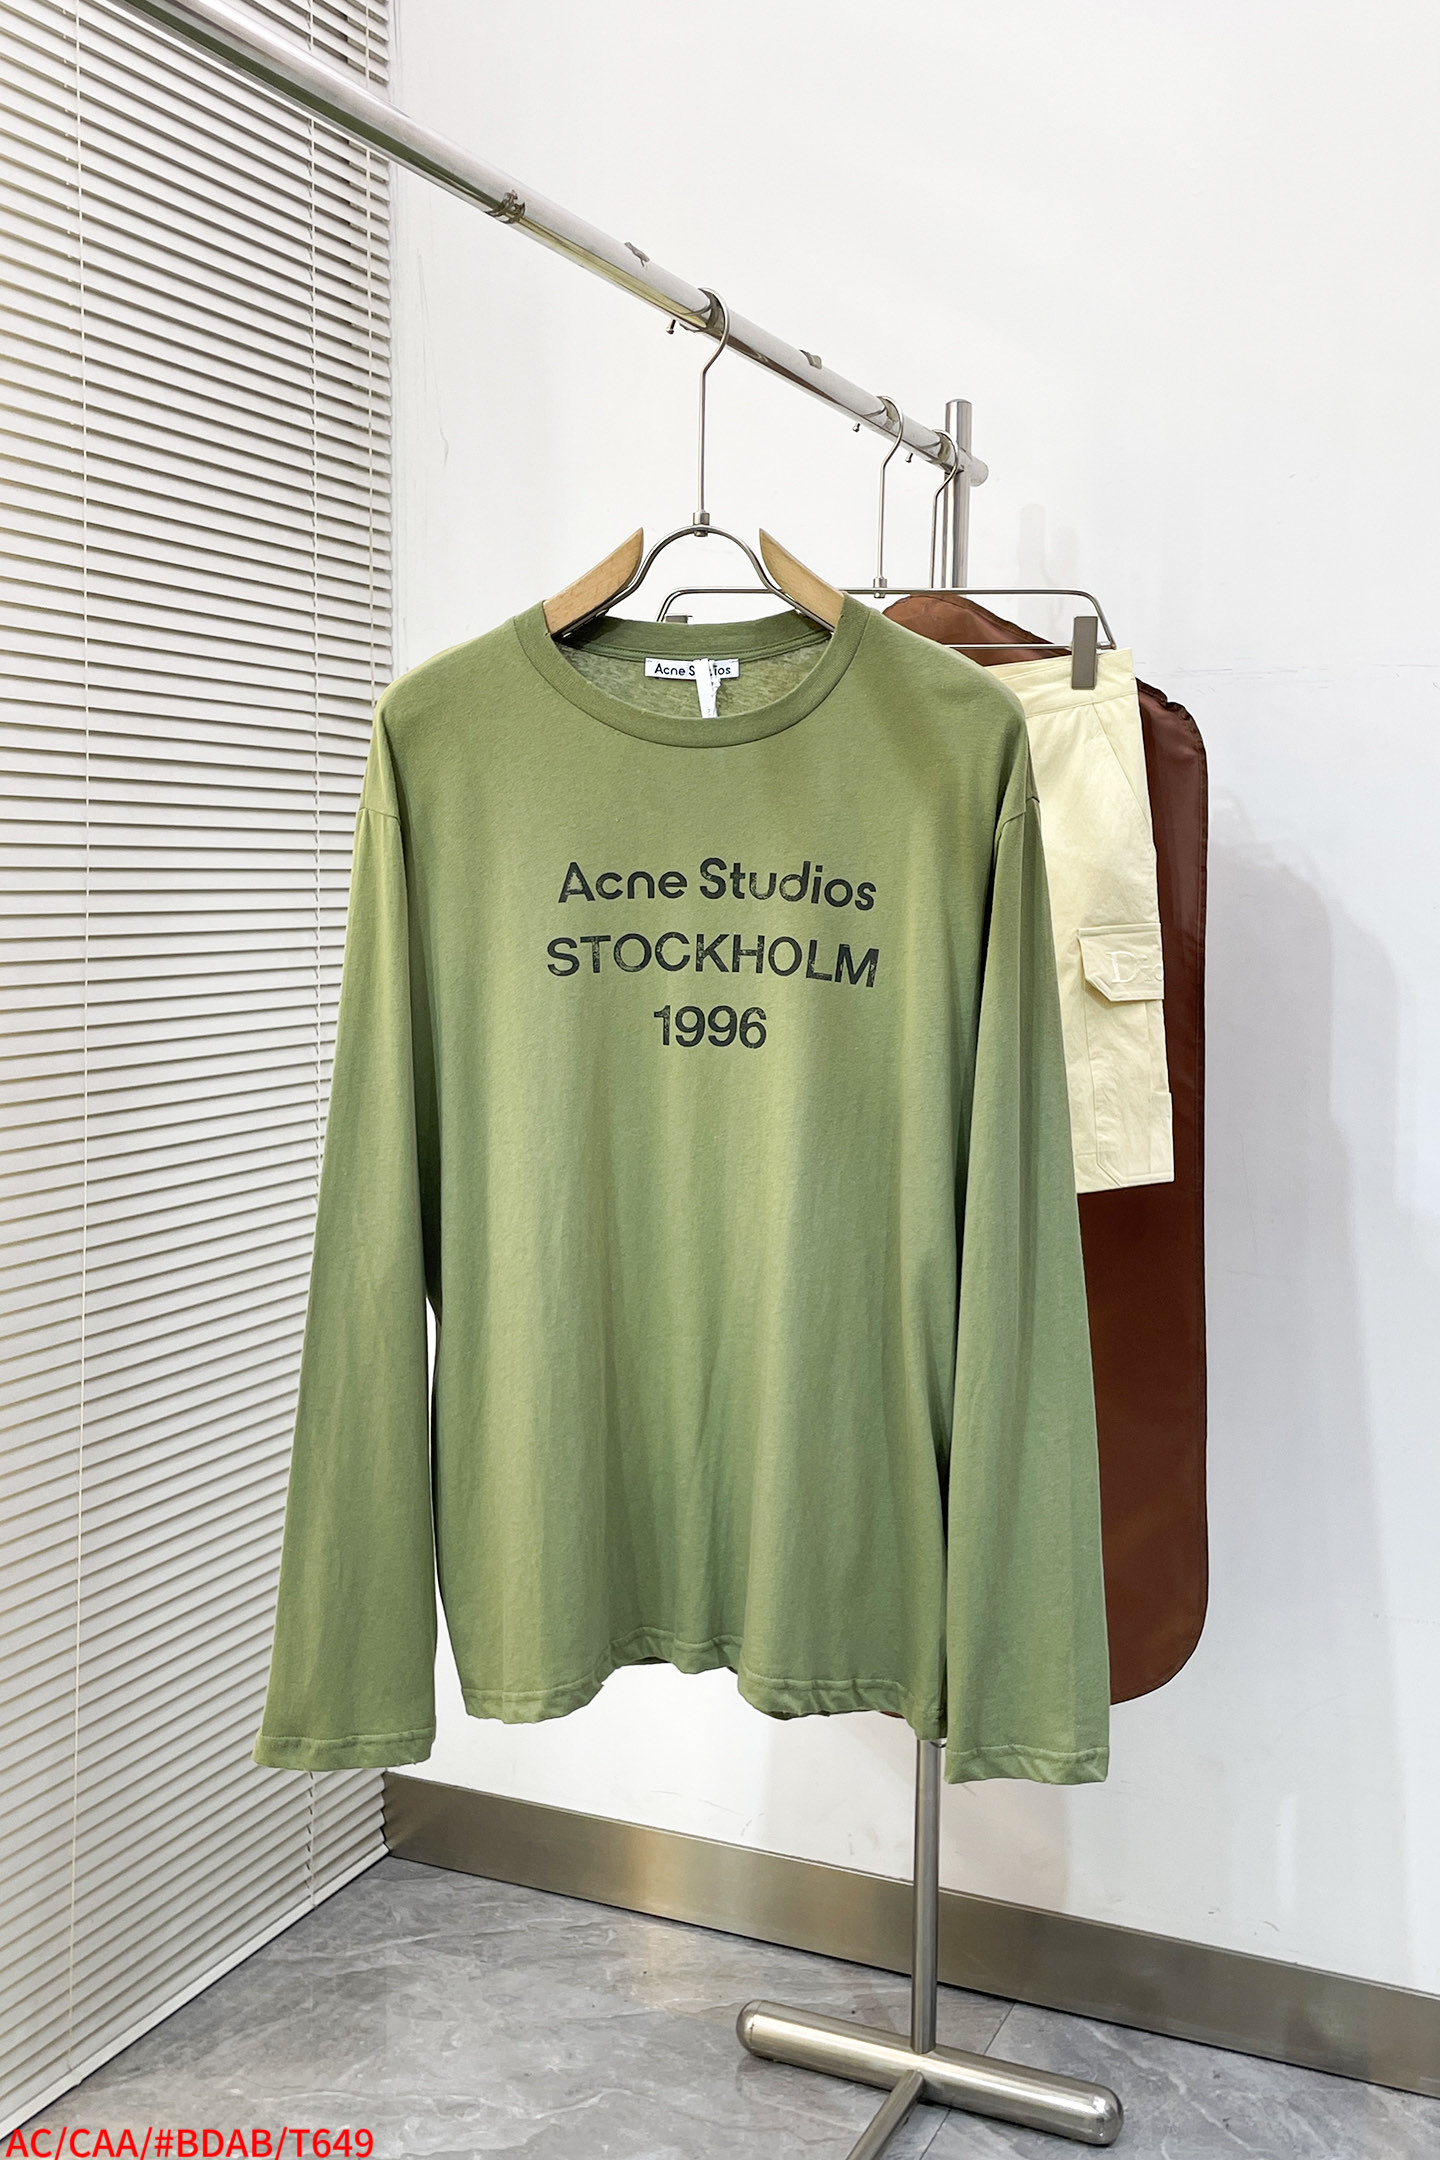 Acne Studios
Acne Studios
STOCKHOLM
1996
AC/CAA/#BDAB/T649